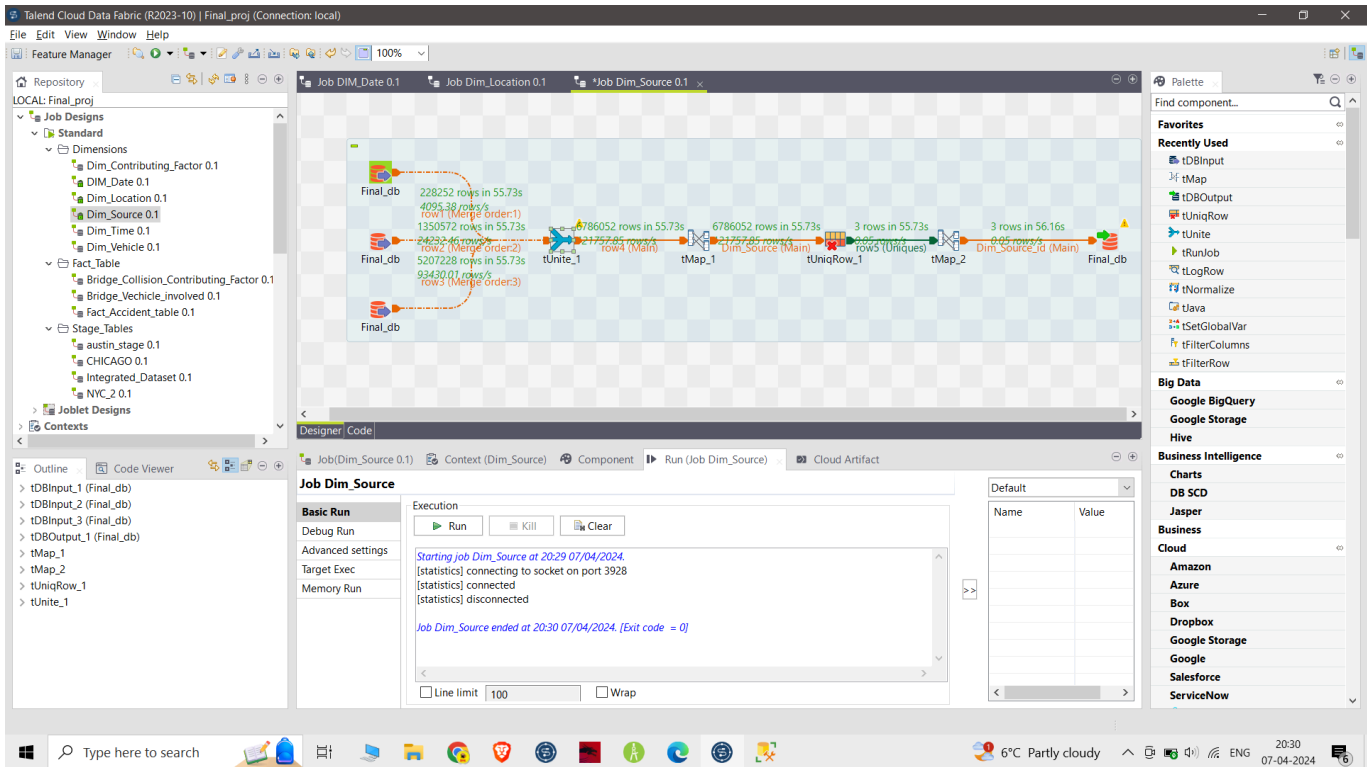 Talend Cloud Data Fabric (R2023-10) | Final_proj (Connection: local)
File Edit View Window Help
Feature Manager 100%
Repository
LOCAL: Final_proj
Job Designs
Standard
Dimensions
Dim_Contributing_Factor 0.1
DIM_Date 0.1
Dim_Location 0.1
Dim_Source 0.1
Dim_Time 0.1
Dim_Vehicle 0.1
Fact_Table
Bridge_Collision_Contributing_Factor 0.1
Bridge_Vechicle_involved 0.1
Fact_Accident_table 0.1
Stage_Tables
austin_stage 0.1
CHICAGO 0.1
Integrated_Dataset 0.1
NYC_2 0.1
Joblet Designs
Contexts
Outline Code Viewer
tDBInput_1 (Final_db)
tDBInput_2 (Final_db)
tDBInput_3 (Final_db)
tDBOutput_1 (Final_db)
tMap_1
tMap_2
tUniqRow_1
tUnite_1
Job DIM_Date 0.1 Job Dim_Location 0.1 *Job Dim_Source 0.1
Final_db
228252 rows in 55.73s
4095.38 rows/s
row1 (Merge order:1)
1350572 rows in 55.73s
24232.46 rows/s
row2 (Merge order:2)
Final_db
5207228 rows in 55.73s
93430.01 rows/s
row3 (Merge order:3)
Final_db
tUnite_1
6786052 rows in 55.73s
121757.85 rows/s
row4 (Main)
tMap_1
6786052 rows in 55.73s
121757.85 rows/s
Dim_Source (Main)
tUniqRow_1
3 rows in 55.73s
0.05 rows/s
row5 (Uniques)
tMap_2
3 rows in 56.16s
0.05 rows/s
Dim_Source_id (Main)
Final_db
Designer Code
Job(Dim_Source 0.1) Context (Dim_Source) Component Run (Job Dim_Source) Cloud Artifact
Job Dim_Source
Basic Run
Debug Run
Advanced settings
Target Exec
Memory Run
Execution
Run Kill Clear
Starting job Dim_Source at 20:29 07/04/2024.
[statistics] connecting to socket on port 3928
[statistics] connected
[statistics] disconnected
Job Dim_Source ended at 20:30 07/04/2024. [Exit code = 0]
Line limit 100 Wrap
>>
Default
Name Value
Palette
Find component...
Favorites
Recently Used
tDBInput
tMap
tDBOutput
tUniqRow
tUnite
tRunJob
tLogRow
tNormalize
tJava
tSetGlobalVar
tFilterColumns
tFilterRow
Big Data
Google BigQuery
Google Storage
Hive
Business Intelligence
Charts
DB SCD
Jasper
Business
Cloud
Amazon
Azure
Box
Dropbox
Google Storage
Google
Salesforce
ServiceNow
Type here to search
1
6°C Partly cloudy
ENG
20:30
07-04-2024
6